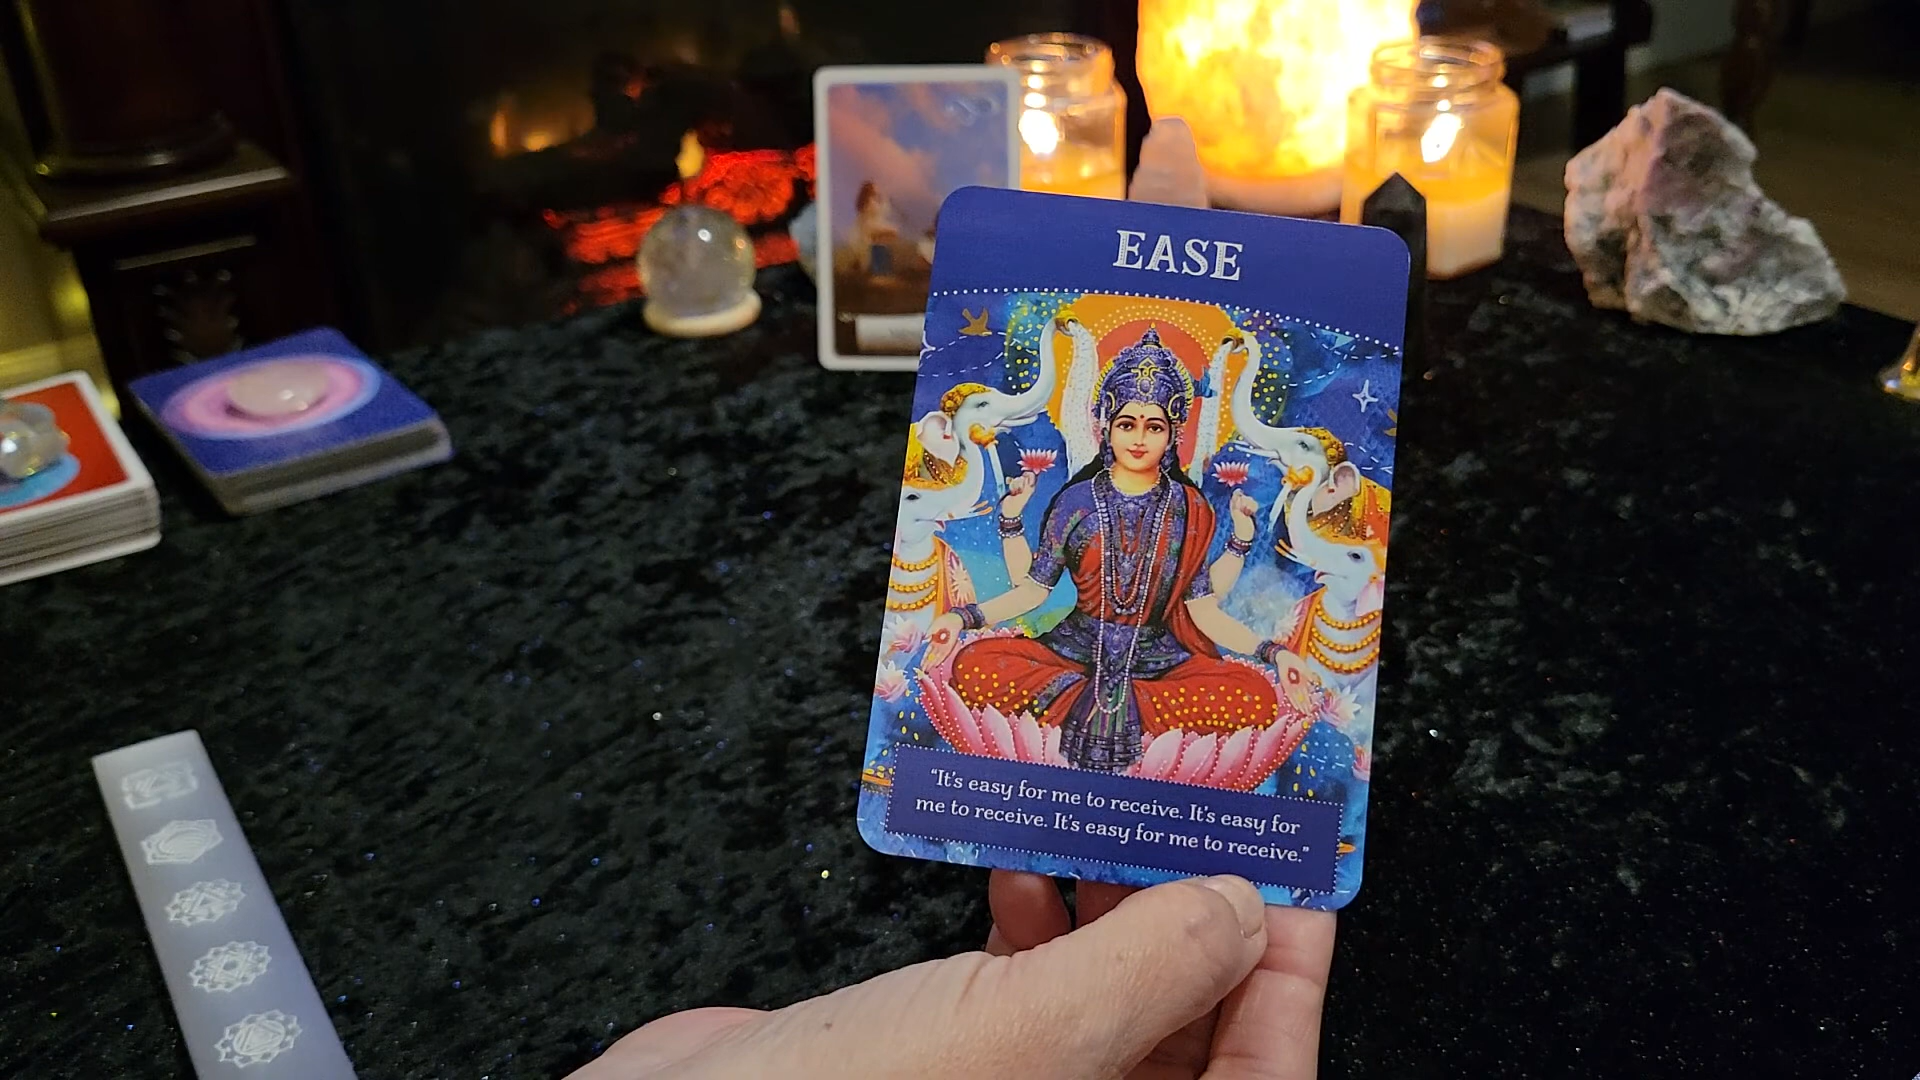 EASE
“It's easy for me to receive. It's easy for
me to receive. It's easy for me to receive.”